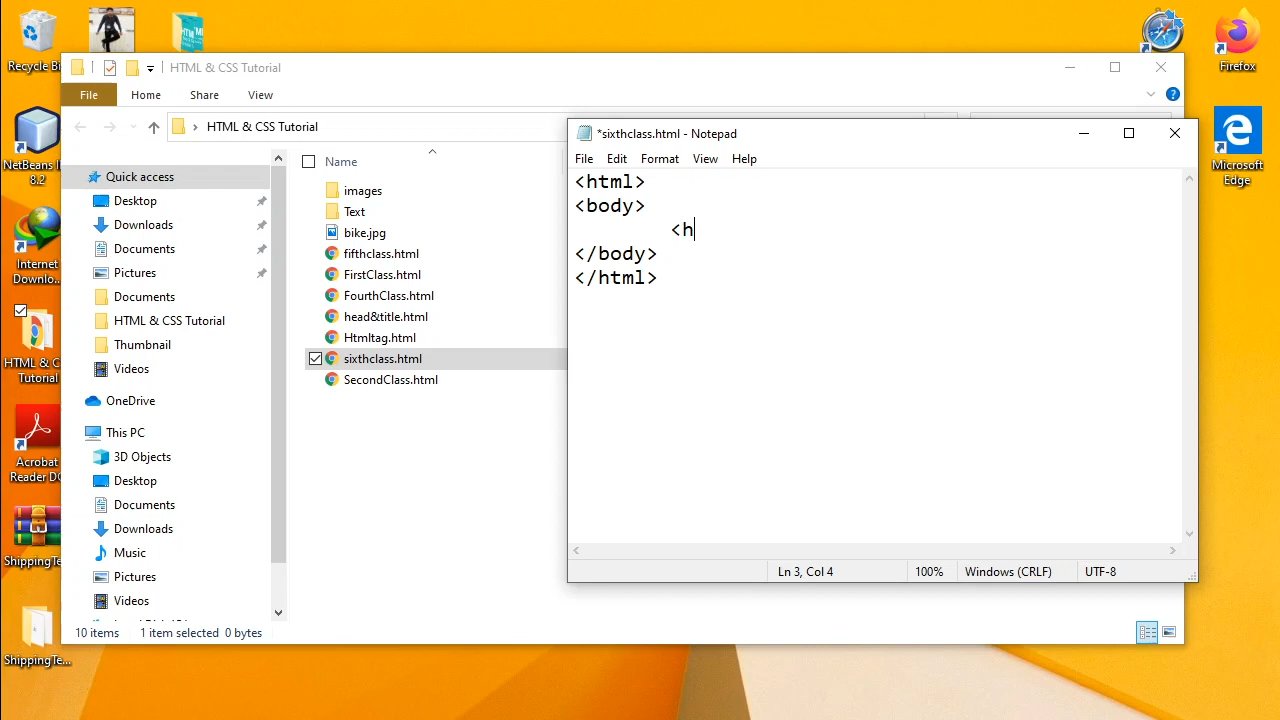 Recycle Bi
Firefox
NetBeans I
8.2
Microsoft
Edge
Internet
Downlo...
HTML & C
Tutorial
Acrobat
Reader DC
ShippingTe
ShippingTe...
HTML & CSS Tutorial
File Home Share View
HTML & CSS Tutorial
Name
Quick access
Desktop
Downloads
Documents
Pictures
Documents
HTML & CSS Tutorial
Thumbnail
Videos
OneDrive
This PC
3D Objects
Desktop
Documents
Downloads
Music
Pictures
Videos
images
Text
bike.jpg
fifthclass.html
FirstClass.html
FourthClass.html
head&title.html
Htmltag.html
sixthclass.html
SecondClass.html
10 items 1 item selected 0 bytes
*sixthclass.html - Notepad
File Edit Format View Help
<html>
<body>
<h
</body>
</html>
Ln 3, Col 4 100% Windows (CRLF) UTF-8